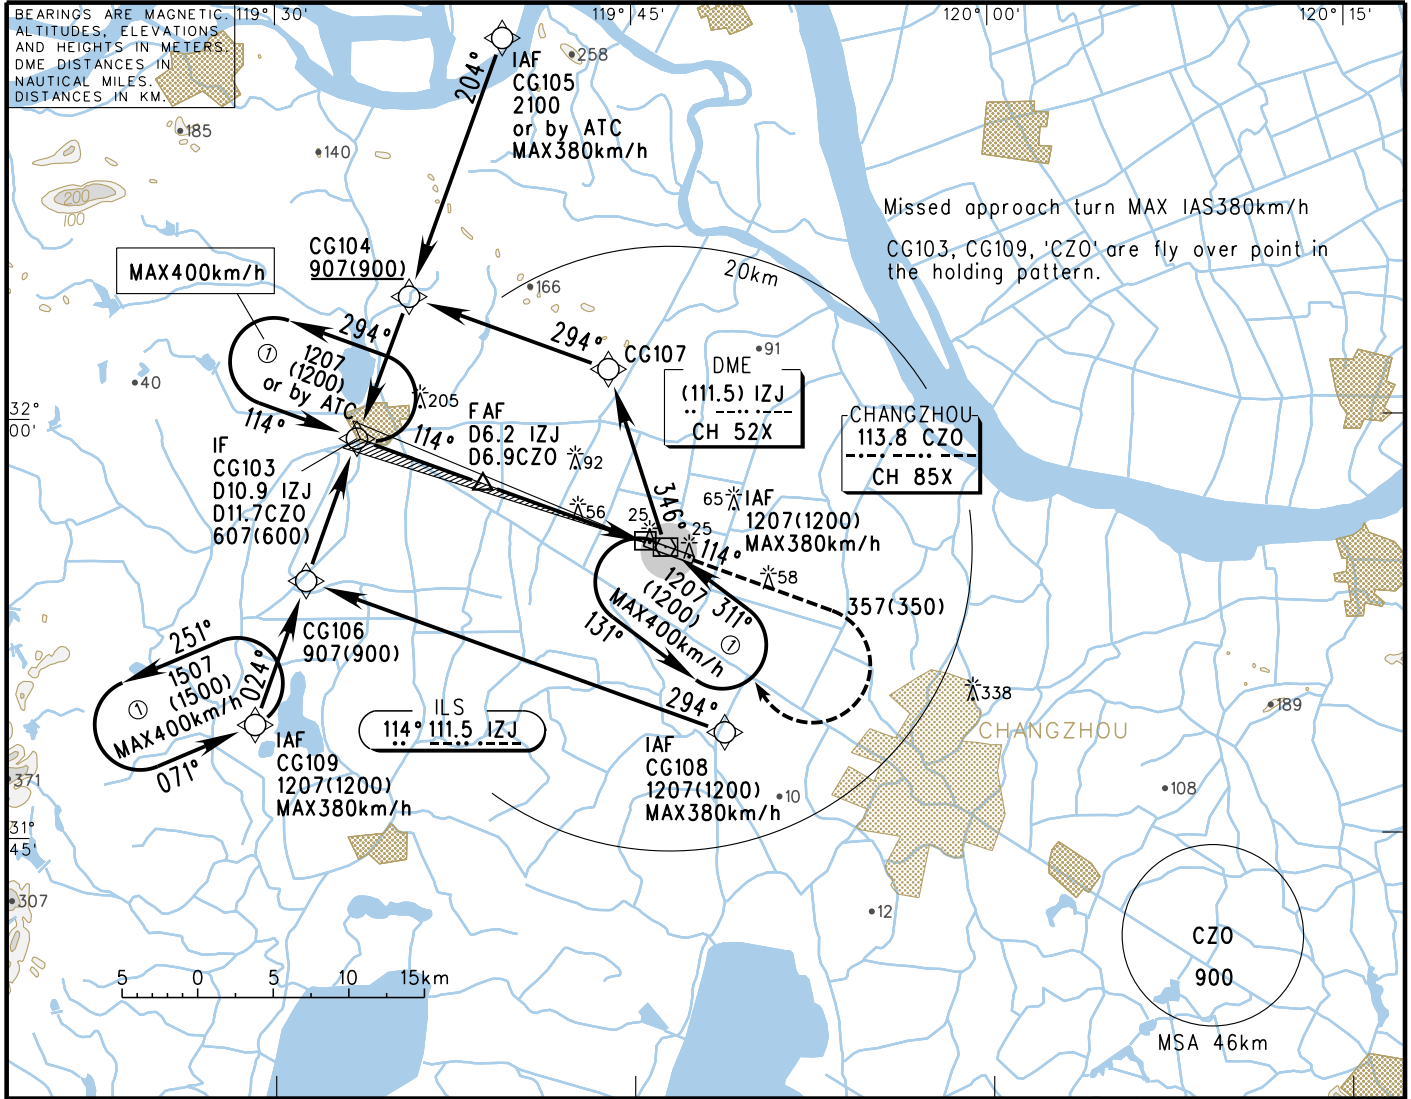 BEARINGS ARE MAGNETIC.
ALTITUDES, ELEVATIONS
AND HEIGHTS IN METERS.
DME DISTANCES IN
NAUTICAL MILES.
DISTANCES IN KM.
119° 30'
119° 45'
120° 00'
120° 15'
204°
IAF
CG105
2100
or by ATC
MAX380km/h
258
185
140
200
100
Missed approach turn MAX IAS380km/h
CG103, CG109, 'CZO' are fly over point in
the holding pattern.
CG104
907(900)
MAX400km/h
20km
166
294°
294°
CG107
91
1
1207
(1200)
or by ATC
40
205
114°
32°
00'
DME
(111.5) IZJ
CH 52X
CHANGZHOU
113.8 CZO
CH 85X
FAF
D6.2 IZJ
D6.9CZO
114°
92
IF
CG103
D10.9 IZJ
D11.7CZO
607(600)
56
346°
65
IAF
1207(1200)
MAX380km/h
25
25
114°
58
357(350)
1207
(1200)
MAX400km/h
311°
131°
1
CG106
907(900)
251°
1507
(1500)
MAX400km/h
1
024°
071°
IAF
CG109
1207(1200)
MAX380km/h
ILS
114° 111.5 IZJ
294°
IAF
CG108
1207(1200)
MAX380km/h
338
CHANGZHOU
189
108
10
371
31°
45'
307
12
5 0 5 10 15km
CZO
900
MSA 46km